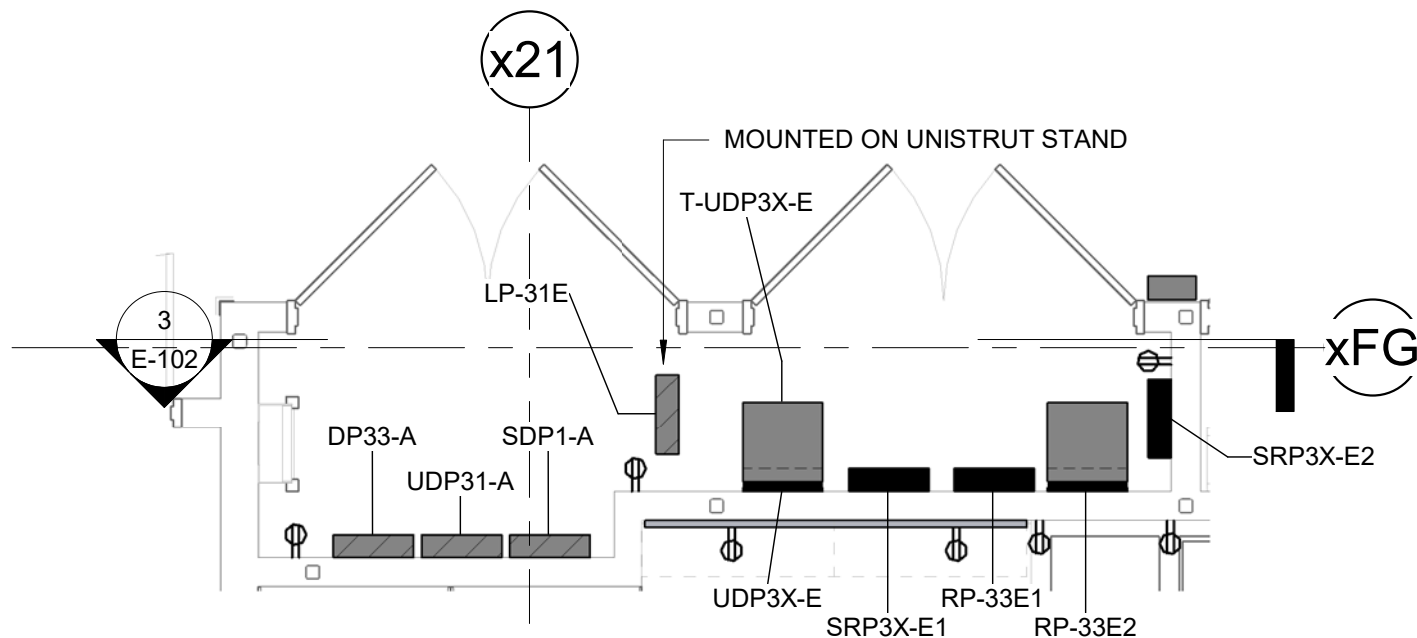 x21
MOUNTED ON UNISTRUT STAND
T-UDP3X-E
LP-31E
3
E-102
xFG
DP33-A
SDP1-A
UDP31-A
SRP3X-E2
UDP3X-E
RP-33E1
SRP3X-E1
RP-33E2